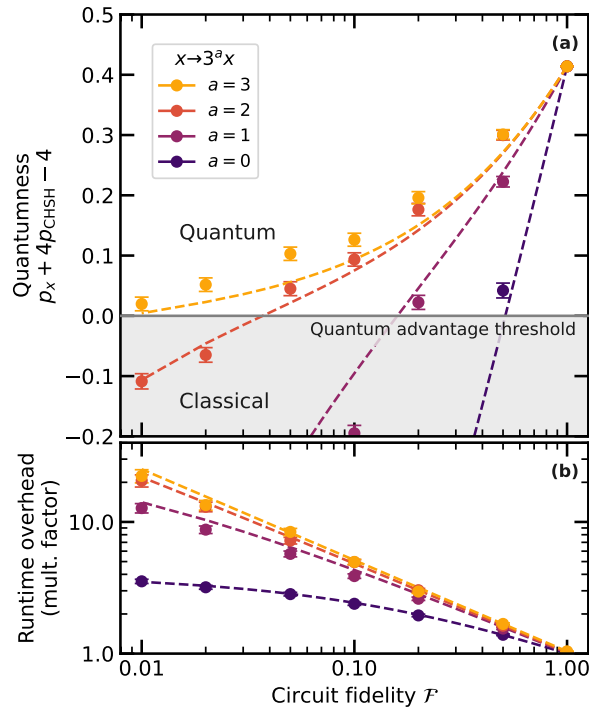 0.5
0.4
0.3
0.2
0.1
0.0
−0.1
−0.2
Quantumness
pₓ + 4p_CHSH − 4
(a)
x→3ᵃx
a = 3
a = 2
a = 1
a = 0
Quantum
Quantum advantage threshold
Classical
(b)
10.0
1.0
Runtime overhead
(mult. factor)
0.01
0.10
1.00
Circuit fidelity ℱ